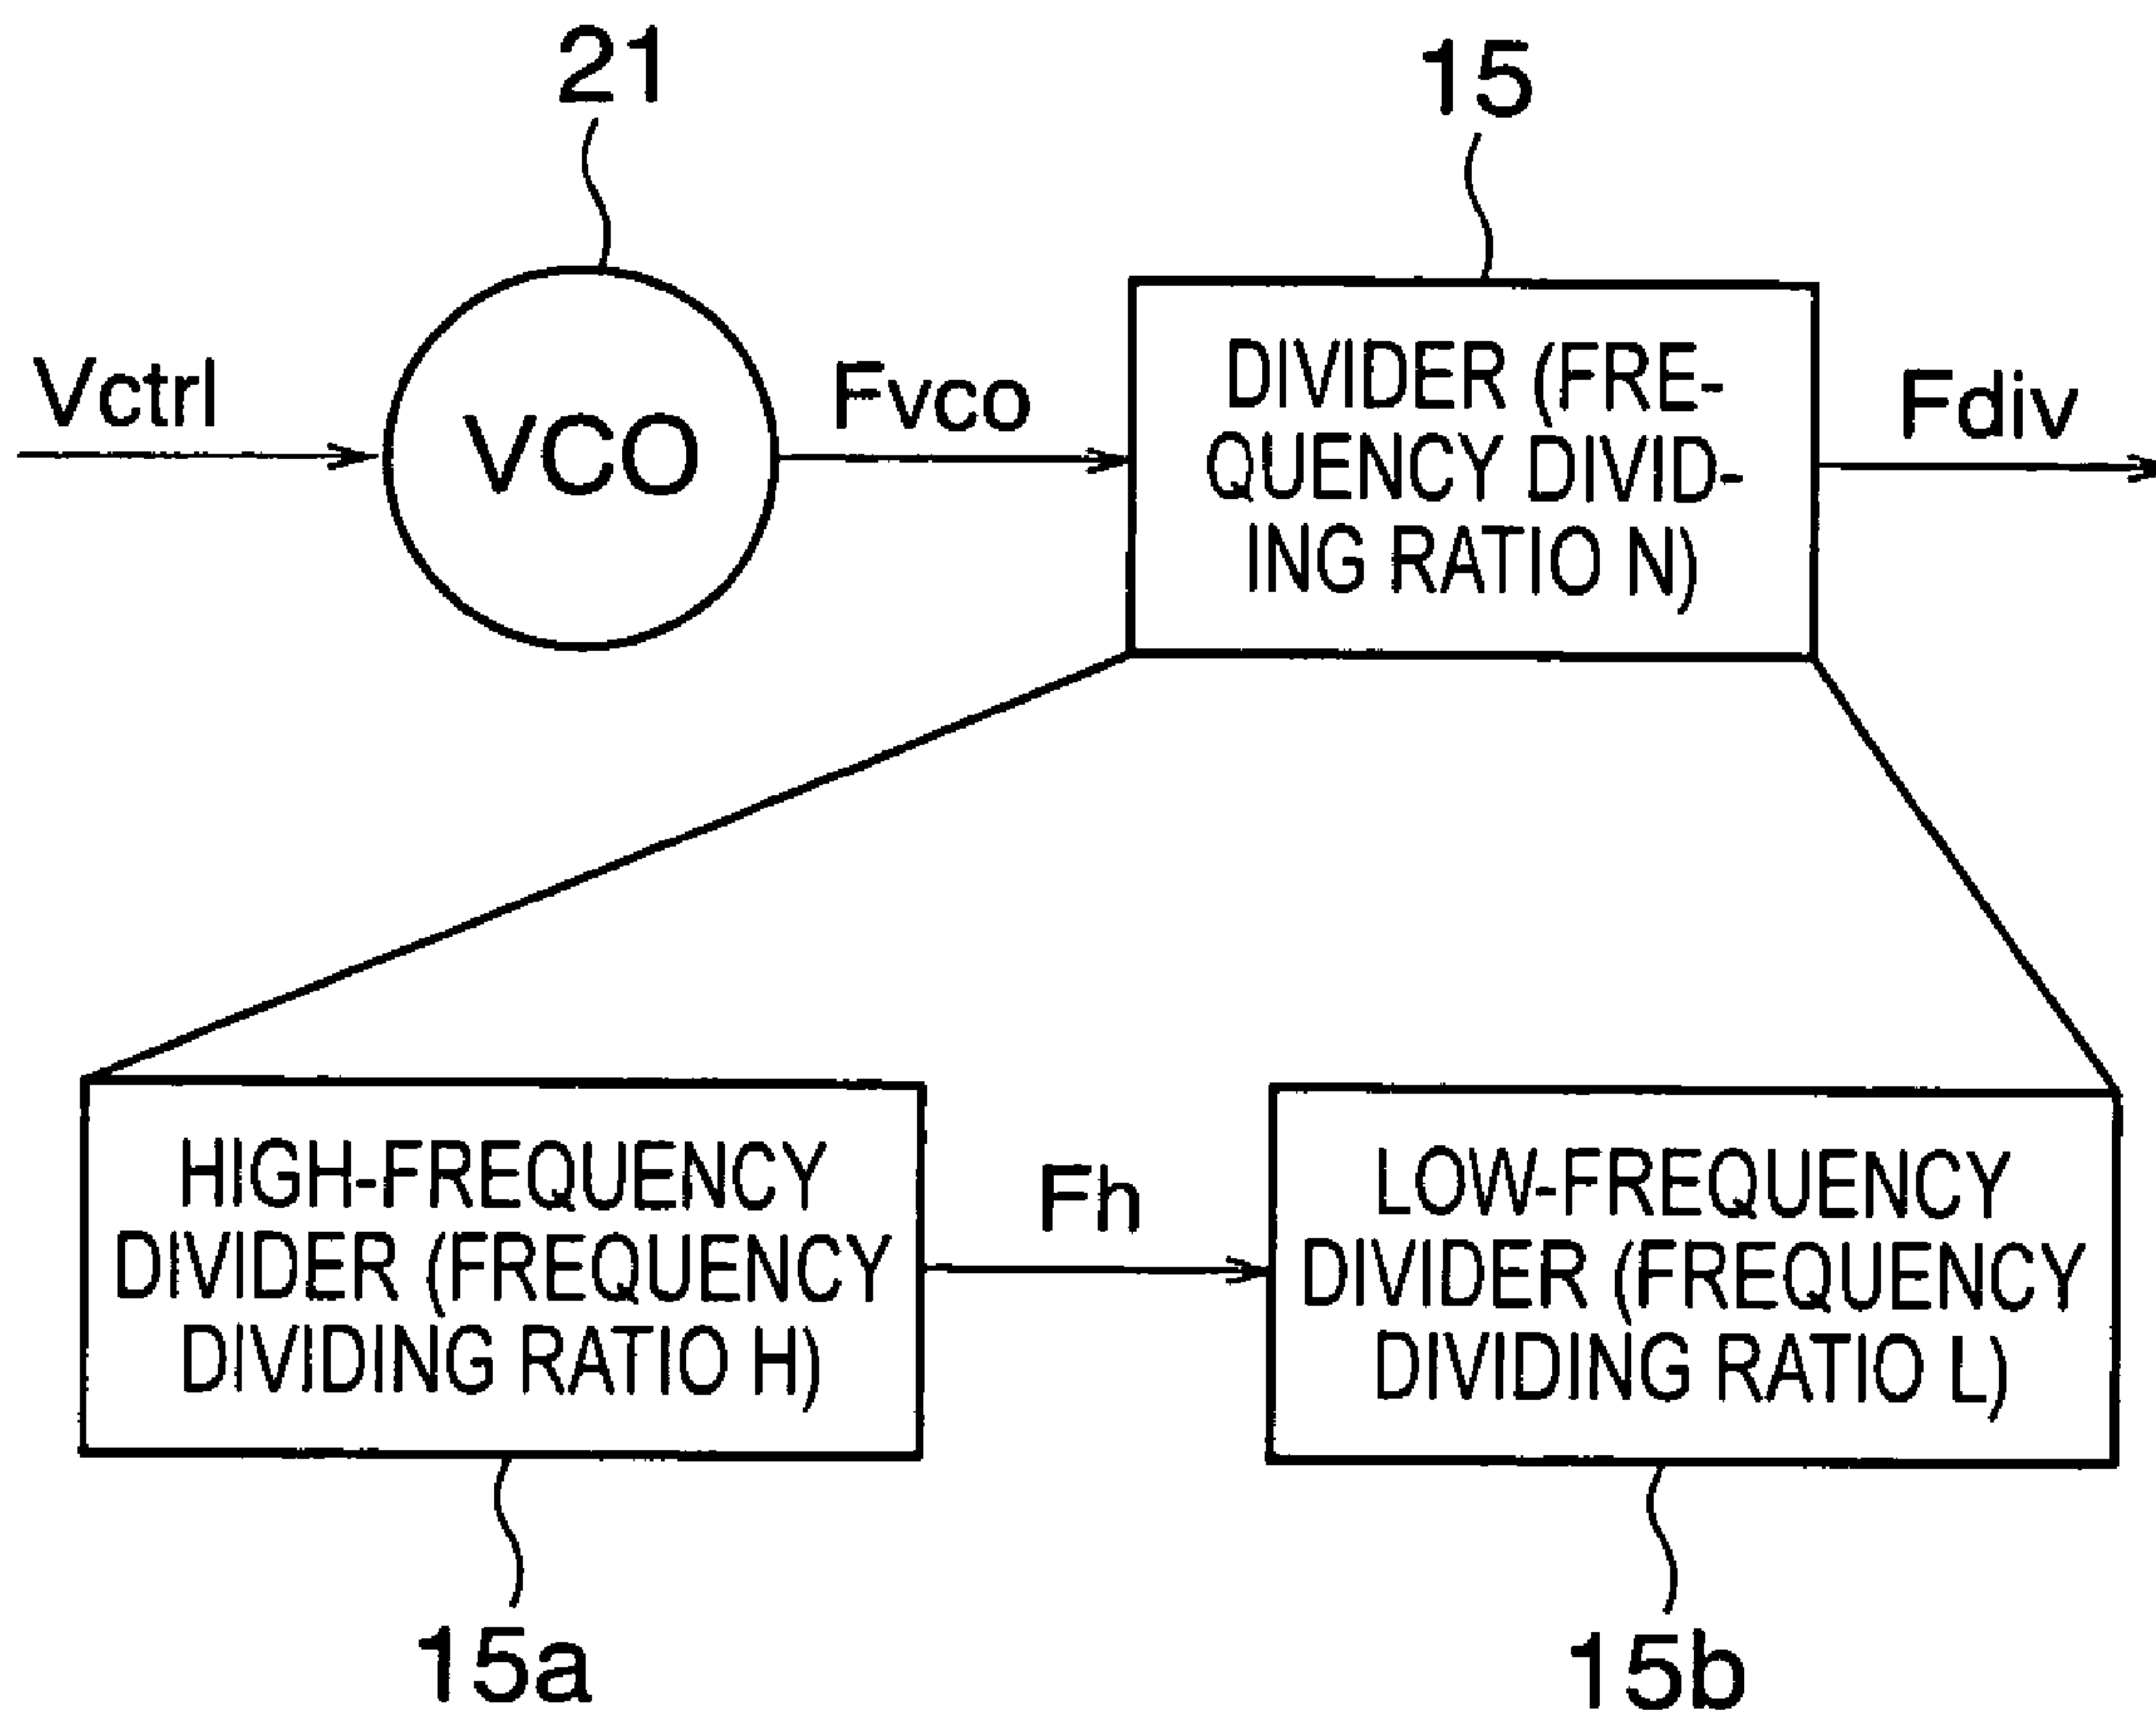 21
15
Vctrl
VCO
Fvco
DIVIDER (FRE-
QUENCY DIVID-
ING RATIO N)
Fdiv
HIGH-FREQUENCY
DIVIDER (FREQUENCY
DIVIDING RATIO H)
Fh
LOW-FREQUENCY
DIVIDER (FREQUENCY
DIVIDING RATIO L)
15a
15b